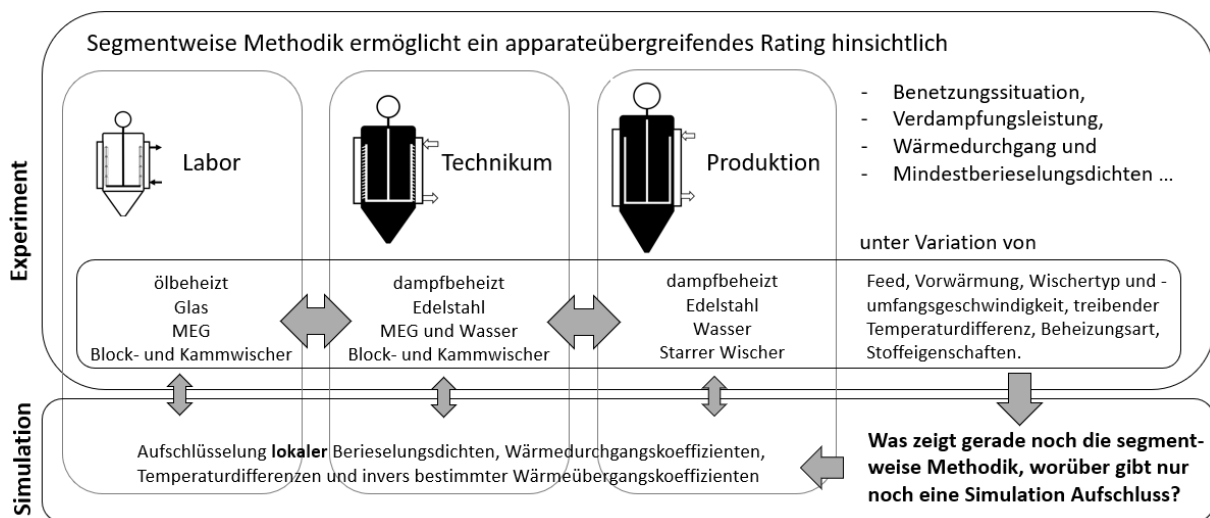 Segmentweise Methodik ermöglicht ein apparateübergreifendes Rating hinsichtlich
Experiment
Labor
Technikum
Produktion
- Benetzungssituation,
- Verdampfungsleistung,
- Wärmedurchgang und
- Mindestberieselungsdichten ...
unter Variation von
ölbeheizt
Glas
MEG
Block- und Kammwischer
dampfbeheizt
Edelstahl
MEG und Wasser
Block- und Kammwischer
dampfbeheizt
Edelstahl
Wasser
Starrer Wischer
Feed, Vorwärmung, Wischertyp und -
umfangsgeschwindigkeit, treibender
Temperaturdifferenz, Beheizungsart,
Stoffeigenschaften.
Simulation
Aufschlüsselung lokaler Berieselungsdichten, Wärmedurchgangskoeffizienten,
Temperaturdifferenzen und invers bestimmter Wärmeübergangskoeffizienten
Was zeigt gerade noch die segment-
weise Methodik, worüber gibt nur
noch eine Simulation Aufschluss?